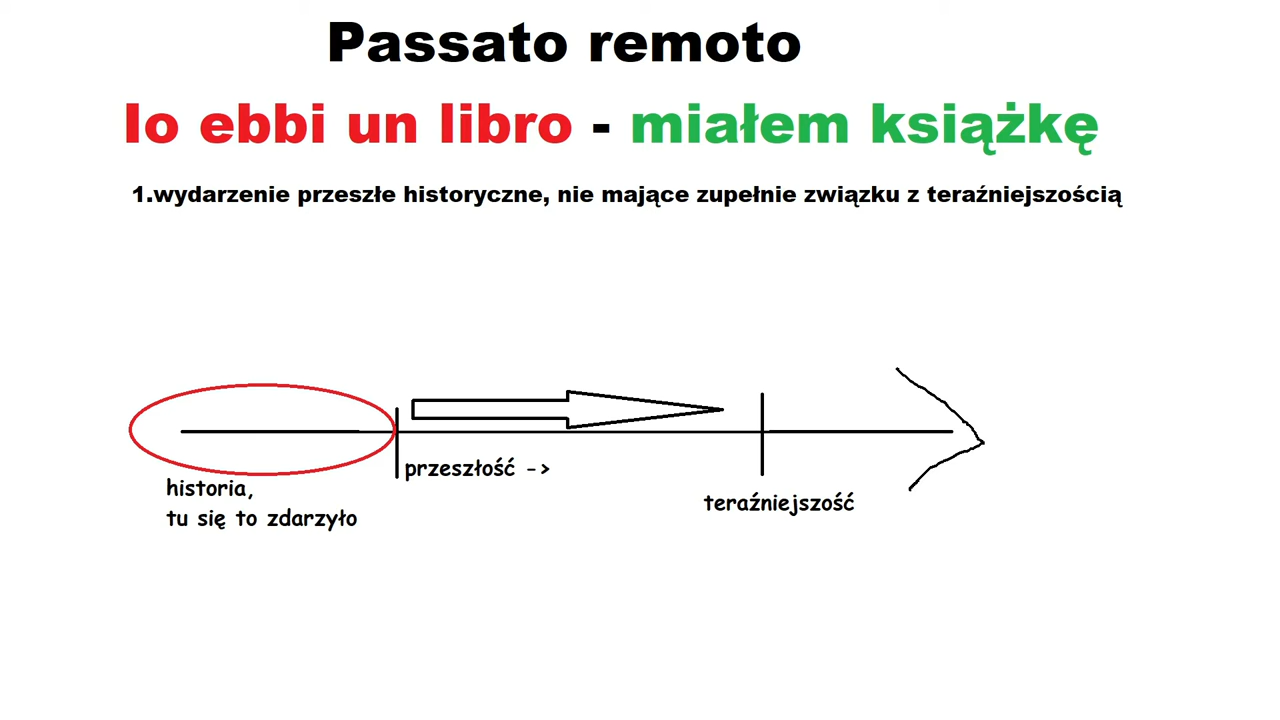 Passato remoto
Io ebbi un libro - miałem książkę
1.wydarzenie przeszłe historyczne, nie mające zupełnie związku z teraźniejszością
przeszłość ->
historia,
tu się to zdarzyło
teraźniejszość